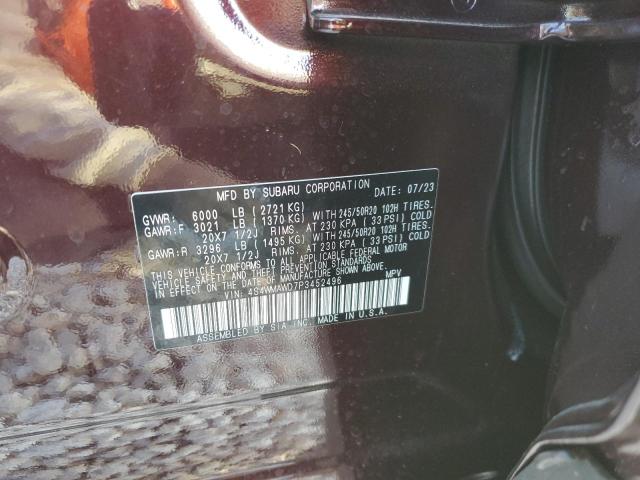 MFD BY SUBARU CORPORATION DATE: 07/23
GVWR: 6000 LB (2721 KG)
GAWR:F 3021 LB (1370 KG) WITH 245/50R20 102H TIRES,
20X7 1/2J RIMS, AT 230 KPA (33 PSI) COLD
GAWR:R 3296 LB (1495 KG) WITH 245/50R20 102H TIRES,
20X7 1/2J RIMS, AT 230 KPA (33 PSI) COLD
THIS VEHICLE CONFORMS TO ALL APPLICABLE FEDERAL MOTOR
VEHICLE SAFETY AND THEFT PREVENTION STANDARDS
IN EFFECT ON THE DATE OF MANUFACTURE SHOWN ABOVE.
VIN: 4S4WMAWD7P3452496 MPV
ASSEMBLED BY SIA-INC. MADE IN U.S.A.